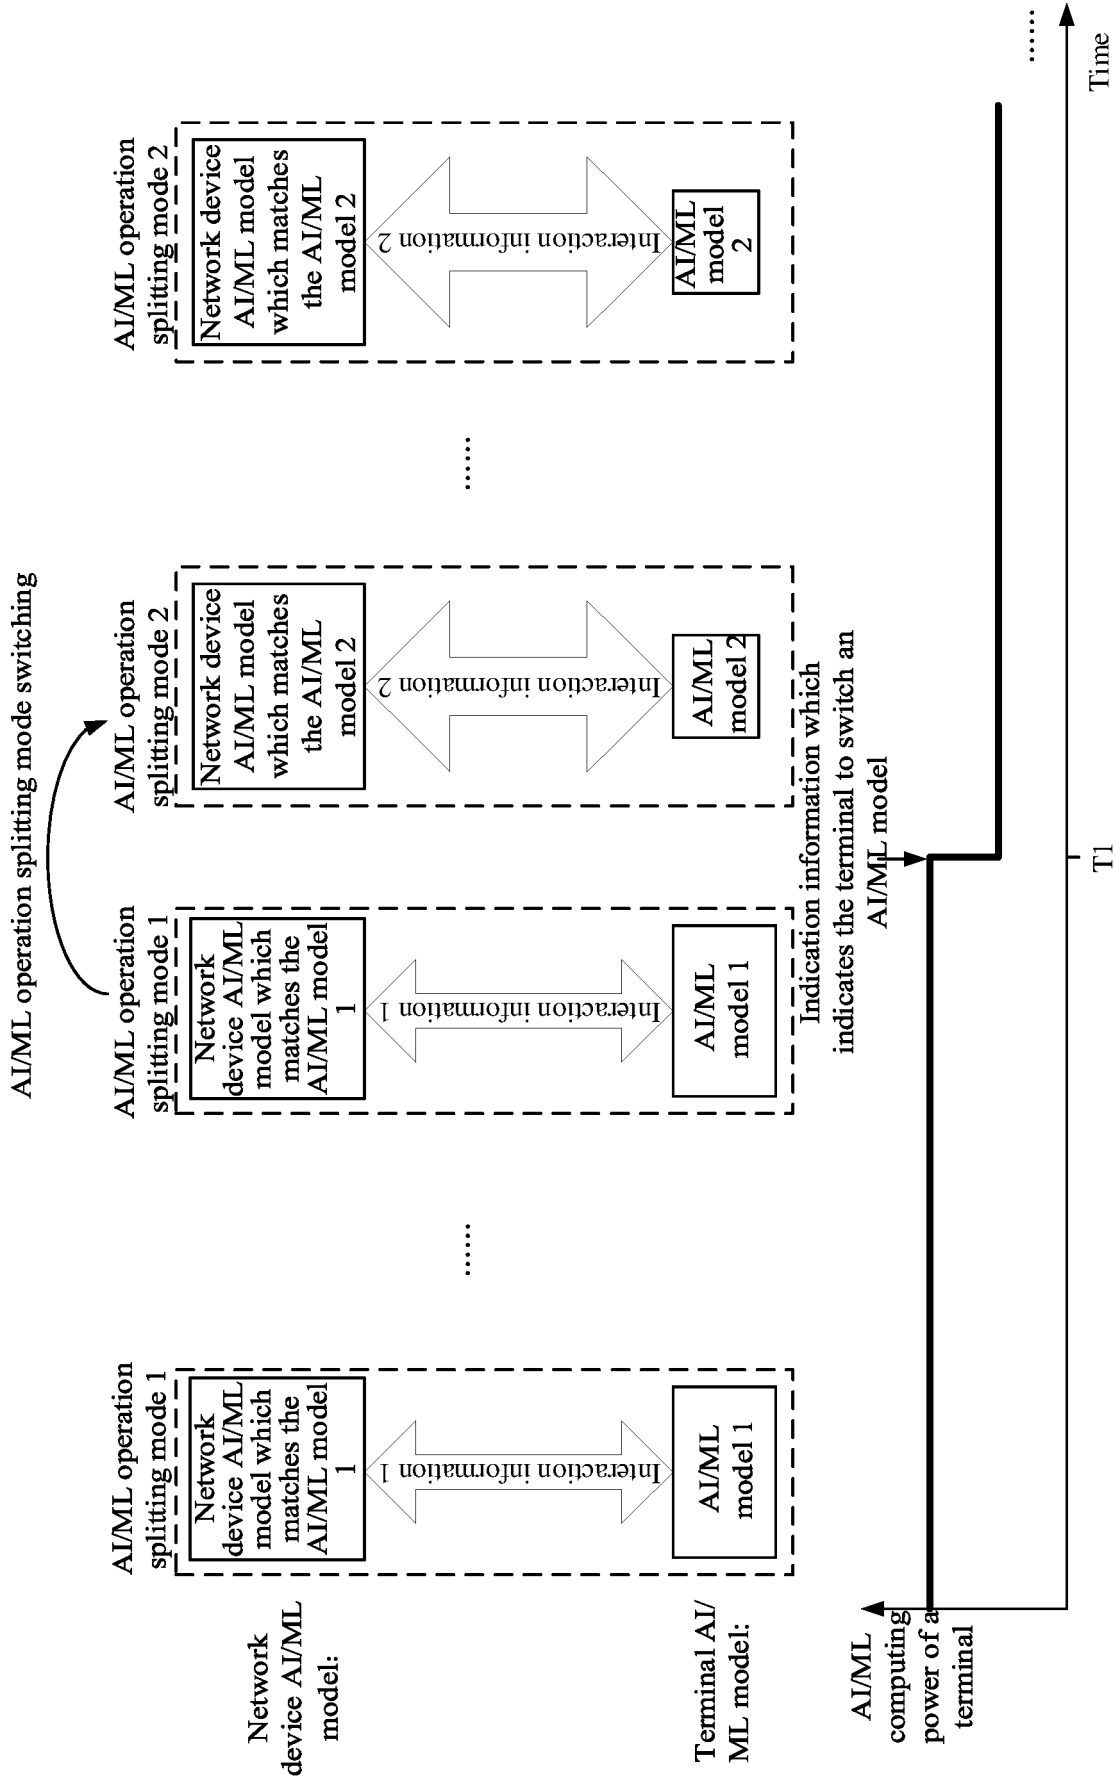 AI/ML operation splitting mode switching
AI/ML operation
splitting mode 1
AI/ML operation
splitting mode 1
AI/ML operation
splitting mode 2
AI/ML operation
splitting mode 2
Network
device AI/ML
model:
Network
device AI/ML
model which
matches the
AI/ML model
1
Network
device AI/ML
model which
matches the
AI/ML model
1
Network device
AI/ML model
which matches
the AI/ML
model 2
Network device
AI/ML model
which matches
the AI/ML
model 2
Interaction information
1
......
Interaction information
1
Interaction information
2
......
Interaction information
2
Terminal AI/
ML model:
AI/ML
model 1
AI/ML
model 1
AI/ML
model 2
AI/ML
model
2
Indication information which
indicates the terminal to switch an
AI/ML model
AI/ML
computing
power of a
terminal
......
T1
Time